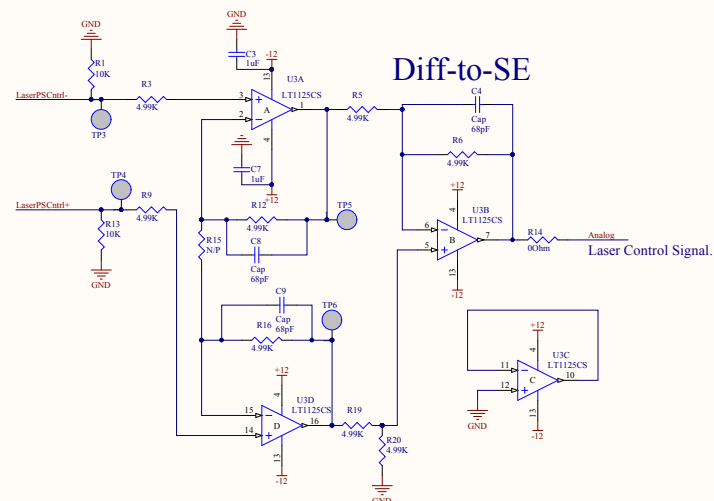 GND
R1
10K
LaserPSCntrl-
TP3
R3
4.99K
C3
1uF
-12
13
U3A
LT1125CS
3
2
A
1
4
GND
C7
1uF
+12
Diff-to-SE
R5
4.99K
C4
Cap
68pF
R6
4.99K
TP4
LaserPSCntrl+
R9
4.99K
R13
10K
GND
R12
4.99K
C8
Cap
68pF
R15
N/P
TP5
+12
4
U3B
LT1125CS
6
5
B
7
13
-12
R14
0Ohm
Analog
Laser Control Signal.
C9
Cap
68pF
R16
4.99K
TP6
+12
4
U3D
LT1125CS
15
14
D
16
13
-12
R19
4.99K
R20
4.99K
GND
+12
4
U3C
LT1125CS
11
12
C
10
13
-12
GND